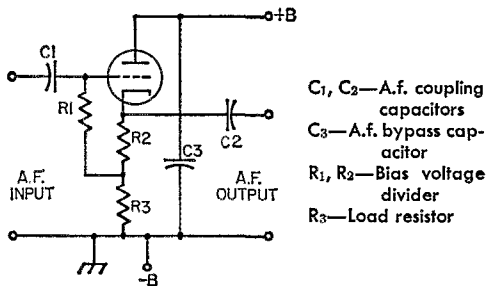 +B
C1
R1
R2
C2
C3
A.F.
INPUT
R3
A.F.
OUTPUT
-B
C₁, C₂—A.f. coupling
capacitors
C₃—A.f. bypass cap-
acitor
R₁, R₂—Bias voltage
divider
R₃—Load resistor